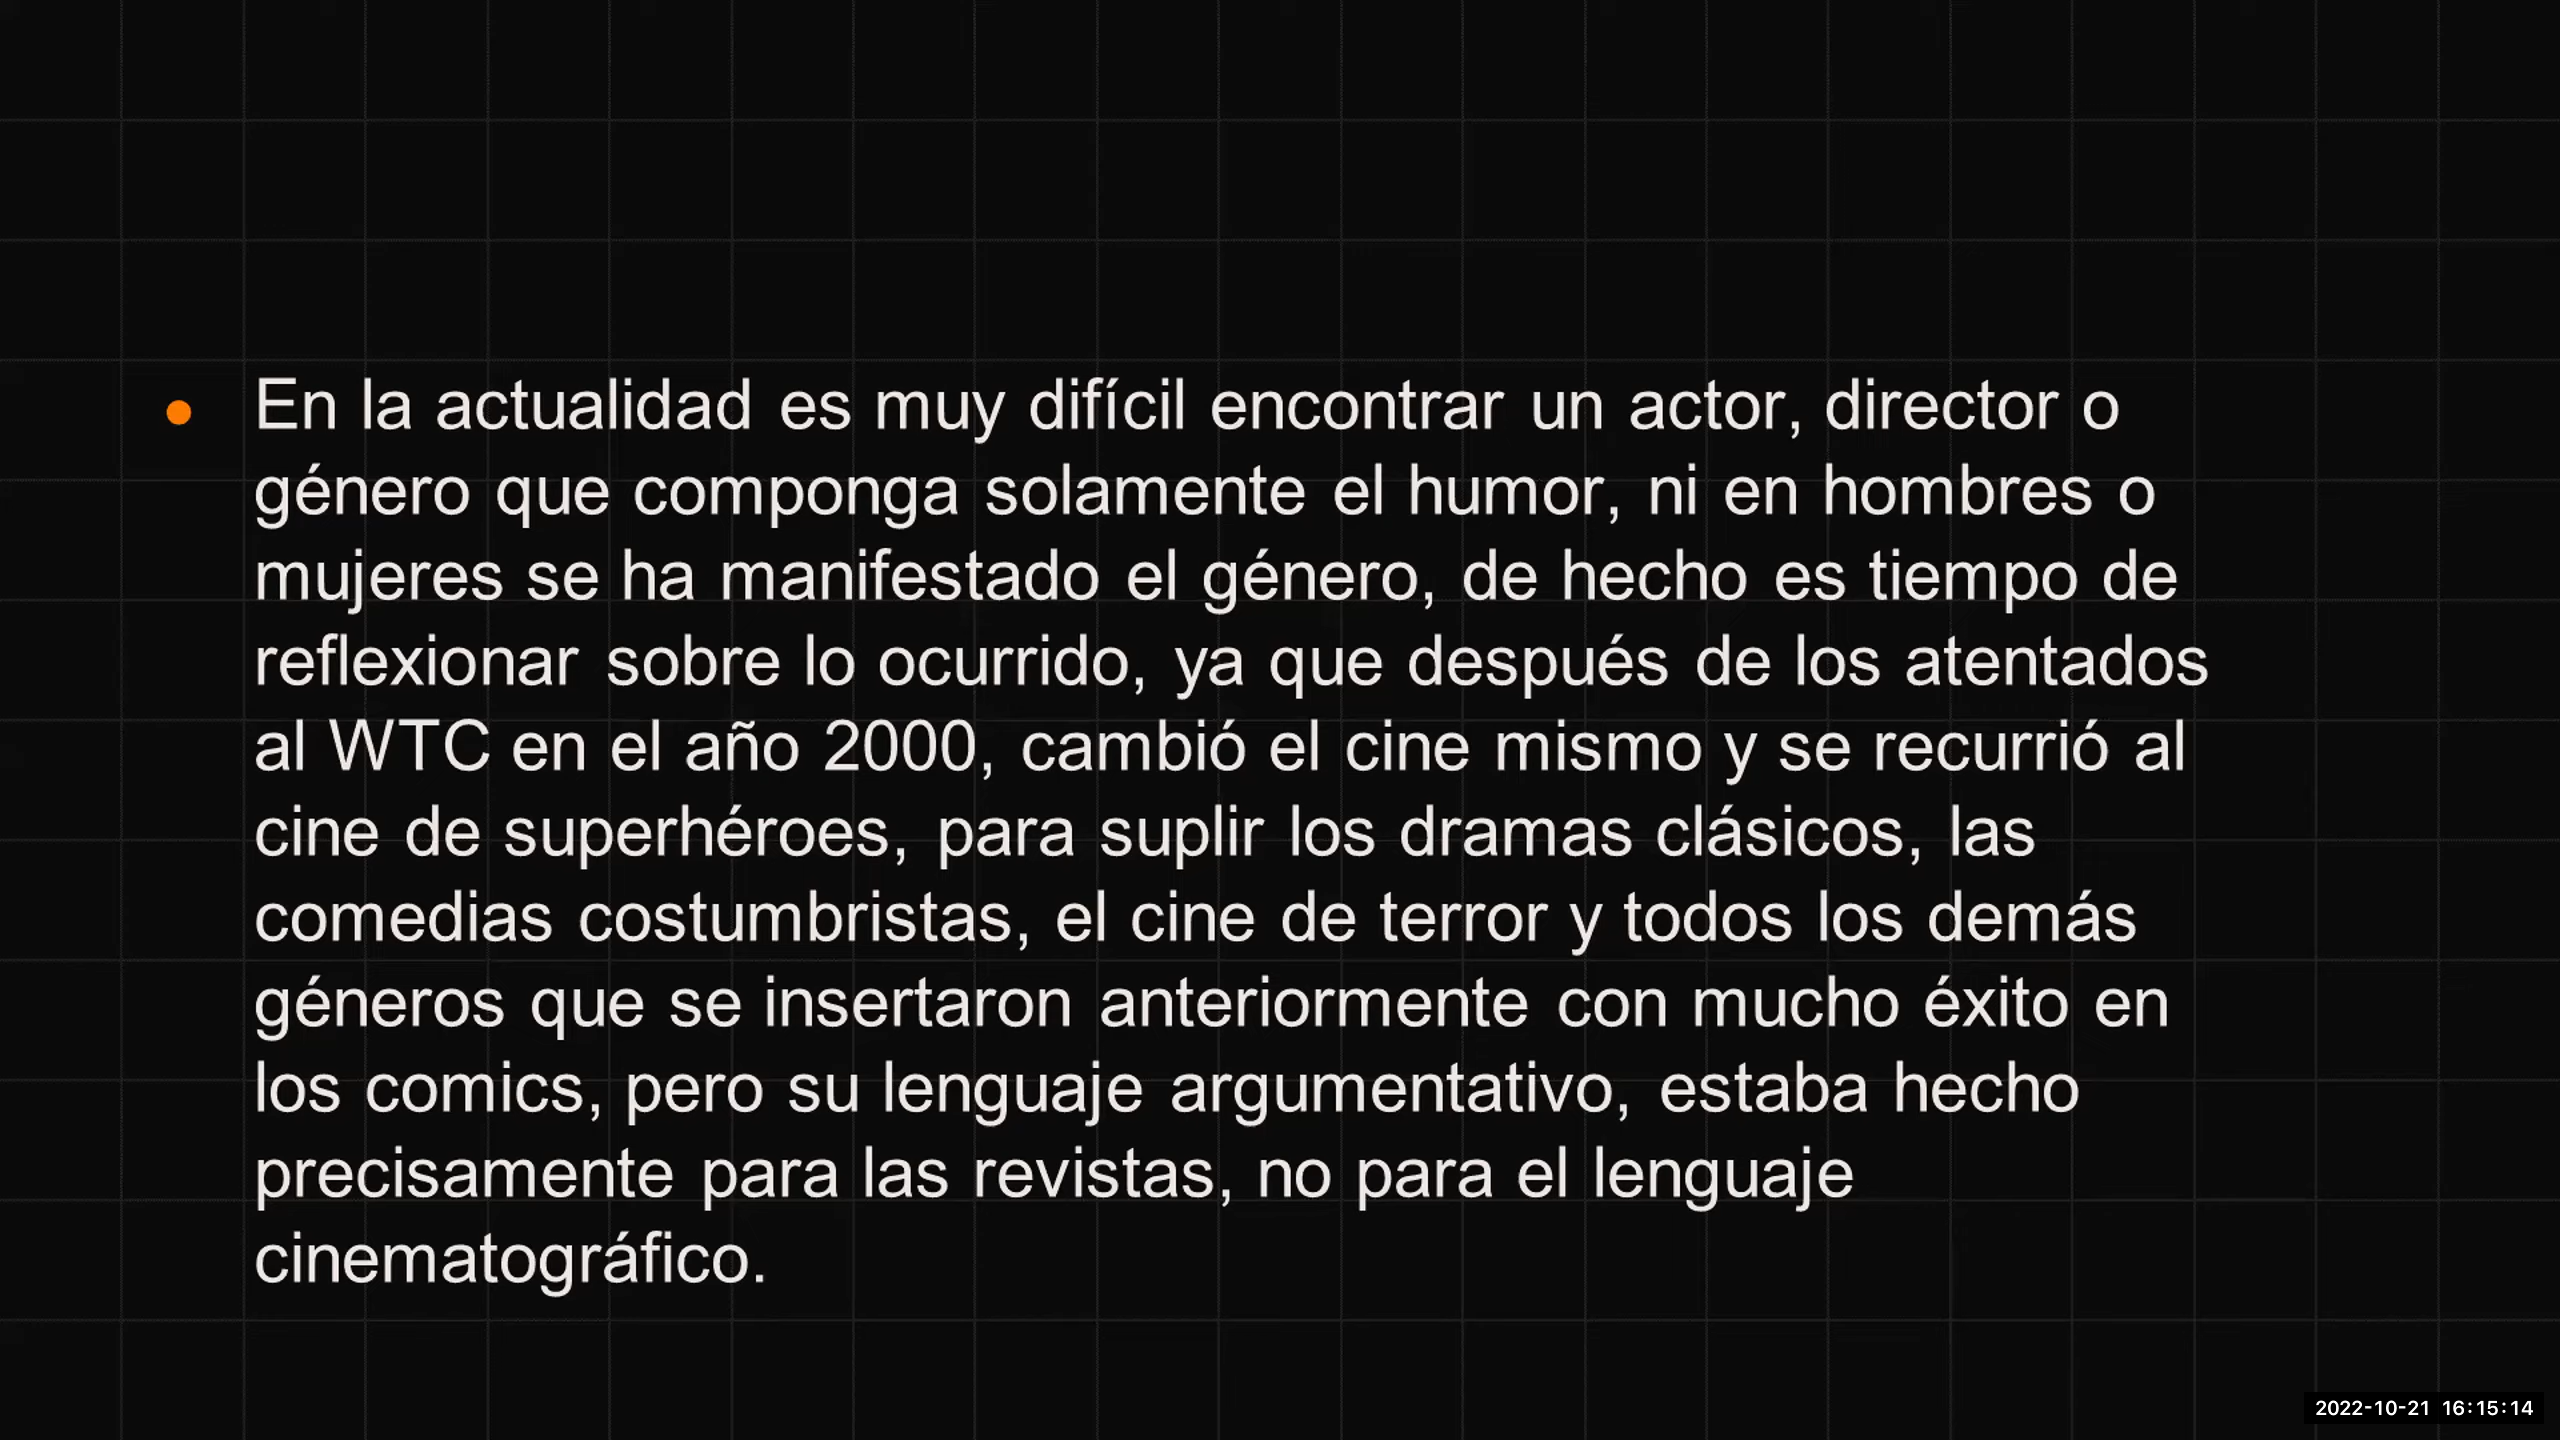 • En la actualidad es muy difícil encontrar un actor, director o
género que componga solamente el humor, ni en hombres o
mujeres se ha manifestado el género, de hecho es tiempo de
reflexionar sobre lo ocurrido, ya que después de los atentados
al WTC en el año 2000, cambió el cine mismo y se recurrió al
cine de superhéroes, para suplir los dramas clásicos, las
comedias costumbristas, el cine de terror y todos los demás
géneros que se insertaron anteriormente con mucho éxito en
los comics, pero su lenguaje argumentativo, estaba hecho
precisamente para las revistas, no para el lenguaje
cinematográfico.
2022-10-21 16:15:14